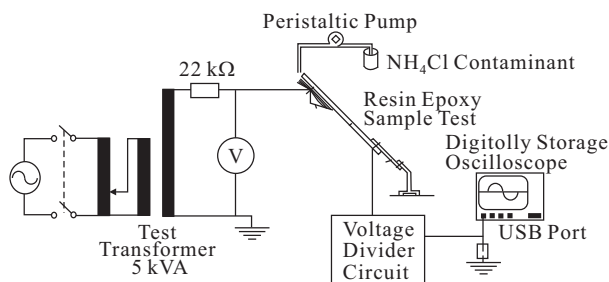 Peristaltic Pump
22 kΩ
NH₄Cl Contaminant
Resin Epoxy
Sample Test
Digitolly Storage
Oscilloscope
V
USB Port
Test
Transformer
5 kVA
Voltage
Divider
Circuit